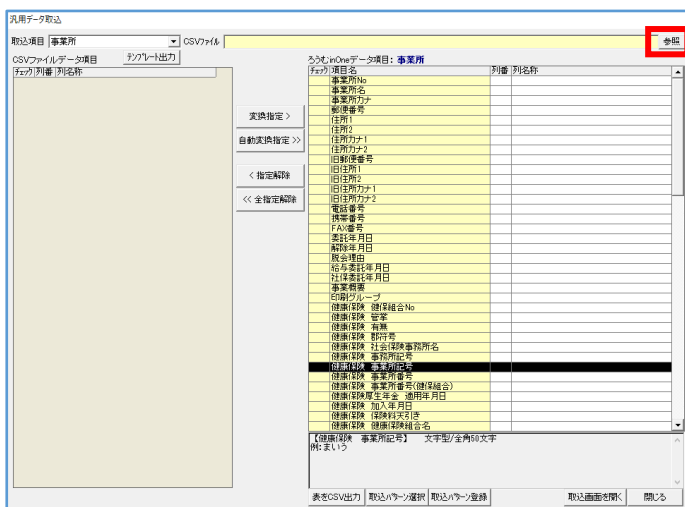 汎用データ取込
取込項目 事業所 CSVファイル 参照
CSVファイルデータ項目 テンプレート出力 ろうむinOneデータ項目：事業所
チェック 列番 列名称
チェック 項目名 列番 列名称
事業所No
事業所名
事業所カナ
郵便番号
住所1
住所2
住所カナ1
住所カナ2
旧郵便番号
旧住所1
旧住所2
旧住所カナ1
旧住所カナ2
電話番号
携帯番号
FAX番号
委託年月日
解除年月日
脱会理由
給与委託年月日
社保委託年月日
事業概要
印刷グループ
健康保険 健保組合No
健康保険 管掌
健康保険 有無
健康保険 郡符号
健康保険 社会保険事務所名
健康保険 事務所記号
健康保険 事業所記号
健康保険 事業所番号
健康保険 事業所番号(健保組合)
健康保険厚生年金 適用年月日
健康保険 加入年月日
健康保険 保険料天引き
健康保険 健康保険組合名
変換指定 >
自動変換指定 >>
< 指定解除
<< 全指定解除
【健康保険 事業所記号】 文字型/全角50文字
例:まいう
表をCSV出力 取込パターン選択 取込パターン登録 取込画面を開く 閉じる